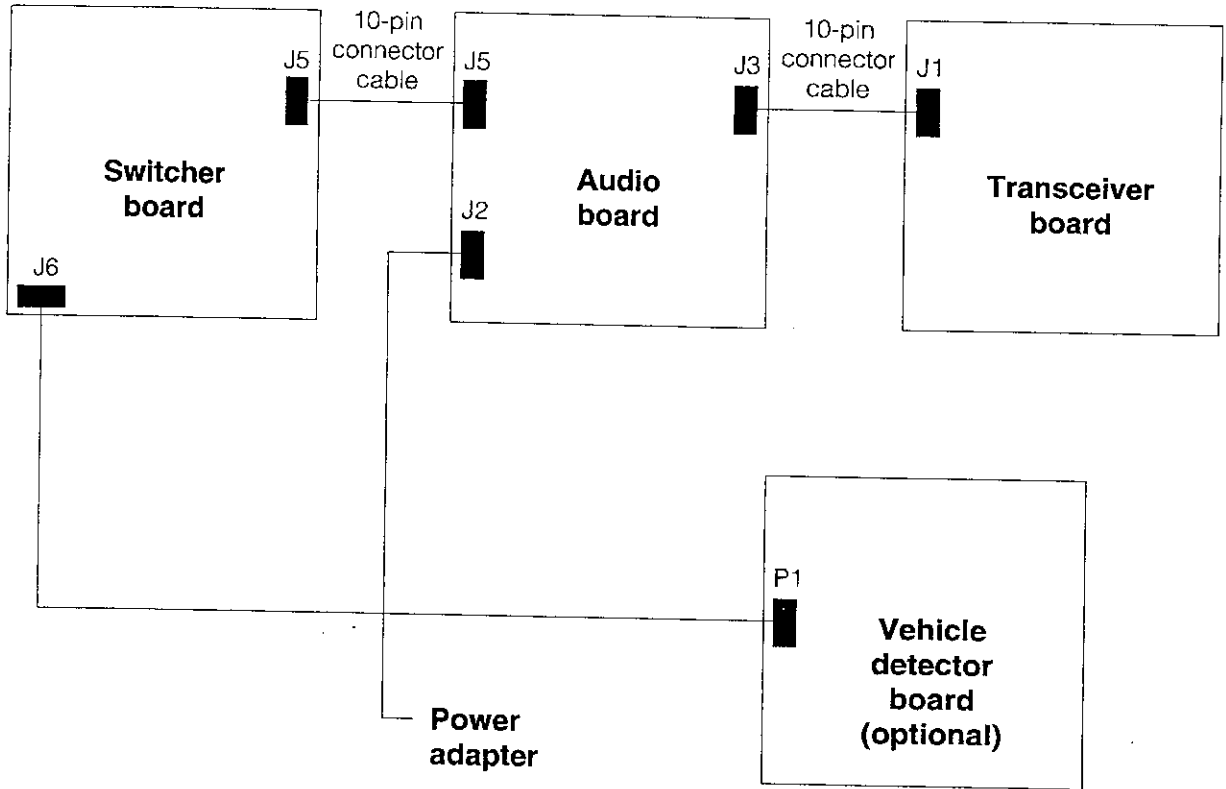 10-pin
connector
cable
10-pin
connector
cable
J5
J5
J3
J1
Switcher
board
Audio
board
Transceiver
board
J2
J6
P1
Vehicle
detector
board
(optional)
Power
adapter